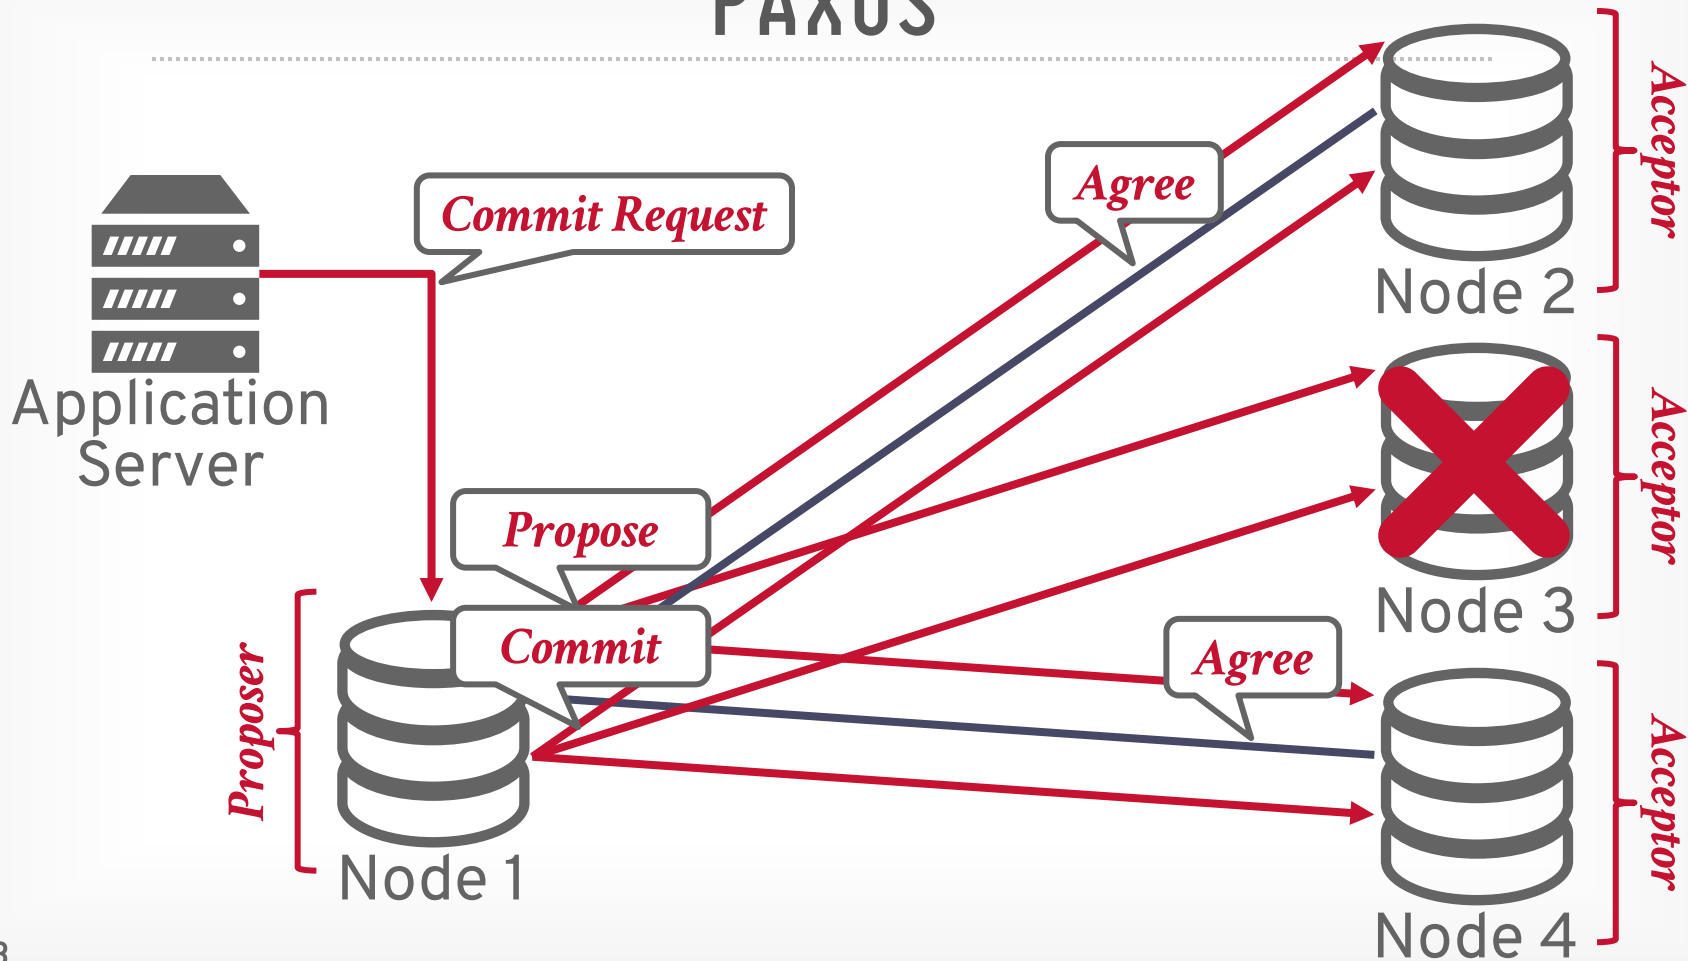 PAXOS
Commit Request
Agree
Acceptor
Node 2
Application
Server
Propose
Acceptor
Node 3
Commit
Agree
Proposer
Acceptor
Node 1
Node 4